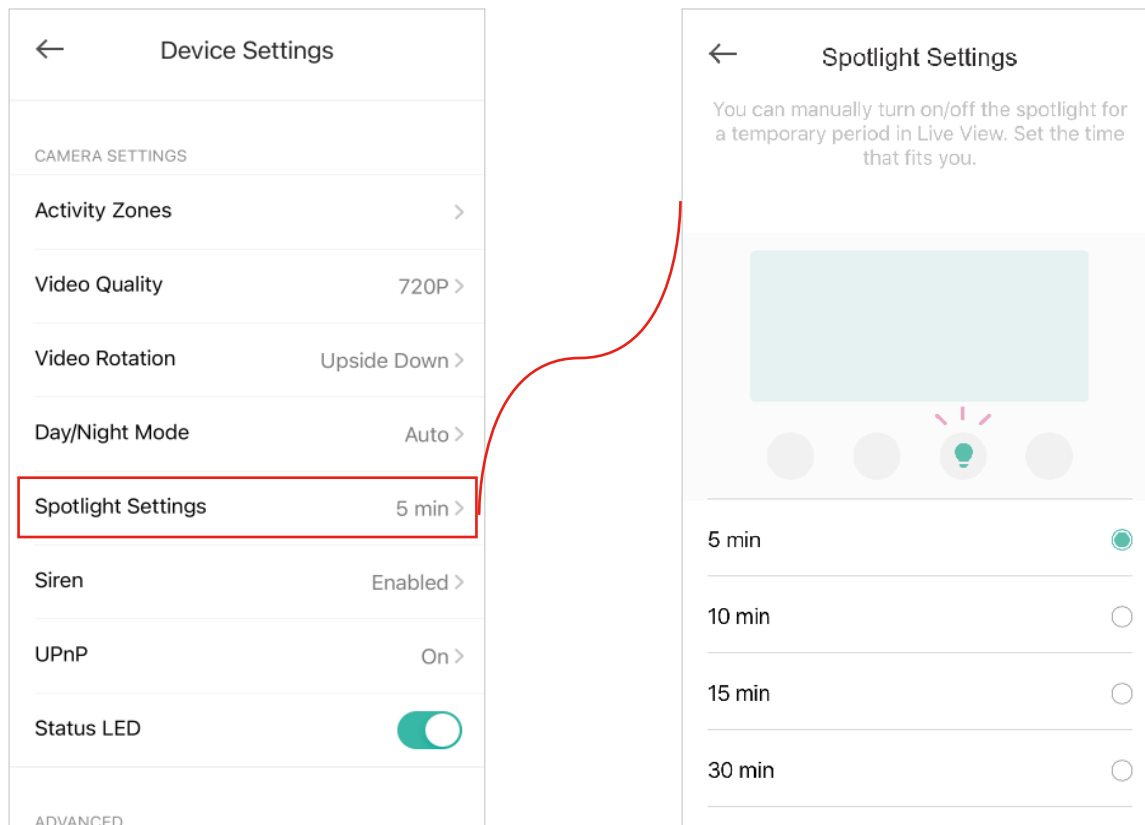 Device Settings
CAMERA SETTINGS
Activity Zones
Video Quality 720P
Video Rotation Upside Down
Day/Night Mode Auto
Spotlight Settings 5 min
Siren Enabled
UPnP On
Status LED
ADVANCED
Spotlight Settings
You can manually turn on/off the spotlight for
a temporary period in Live View. Set the time
that fits you.
5 min
10 min
15 min
30 min